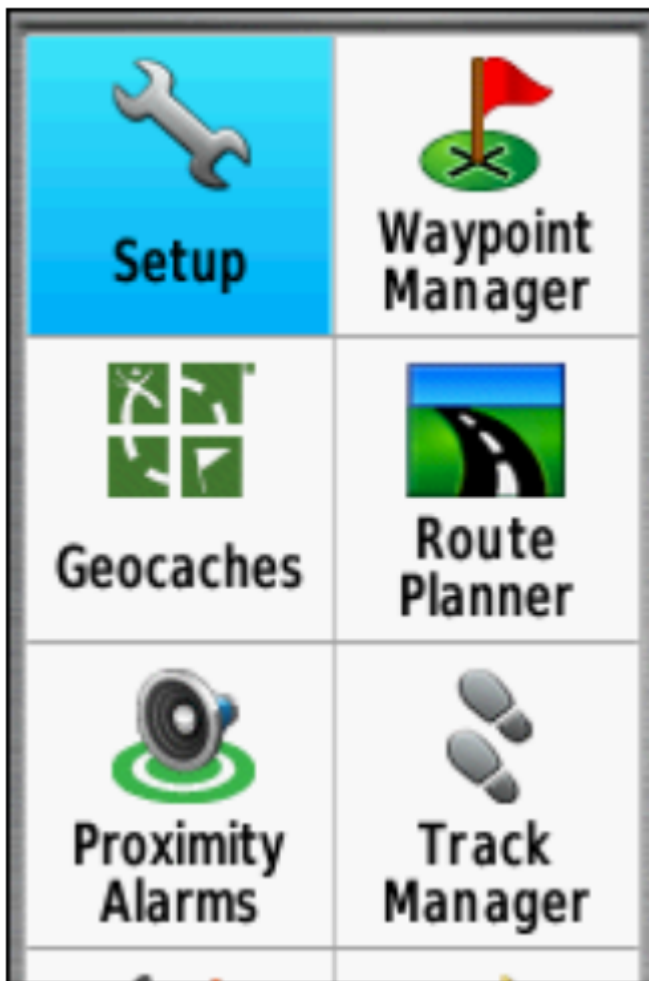 Setup
Waypoint
Manager
Geocaches
Route
Planner
Proximity
Alarms
Track
Manager